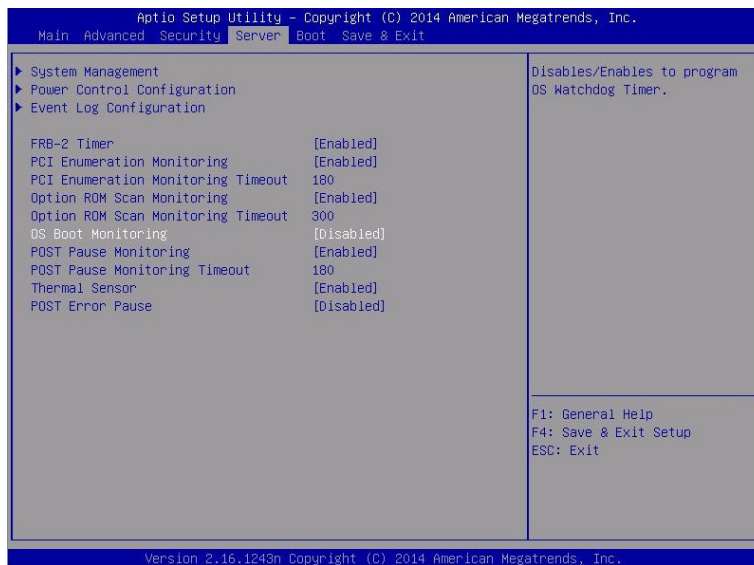 Aptio Setup Utility – Copyright (C) 2014 American Megatrends, Inc.
Main Advanced Security Server Boot Save & Exit
System Management
Power Control Configuration
Event Log Configuration
FRB-2 Timer [Enabled]
PCI Enumeration Monitoring [Enabled]
PCI Enumeration Monitoring Timeout 180
Option ROM Scan Monitoring [Enabled]
Option ROM Scan Monitoring Timeout 300
OS Boot Monitoring [Disabled]
POST Pause Monitoring [Enabled]
POST Pause Monitoring Timeout 180
Thermal Sensor [Enabled]
POST Error Pause [Disabled]
Disables/Enables to program
OS Watchdog Timer.
F1: General Help
F4: Save & Exit Setup
ESC: Exit
Version 2.16.1243n Copyright (C) 2014 American Megatrends, Inc.